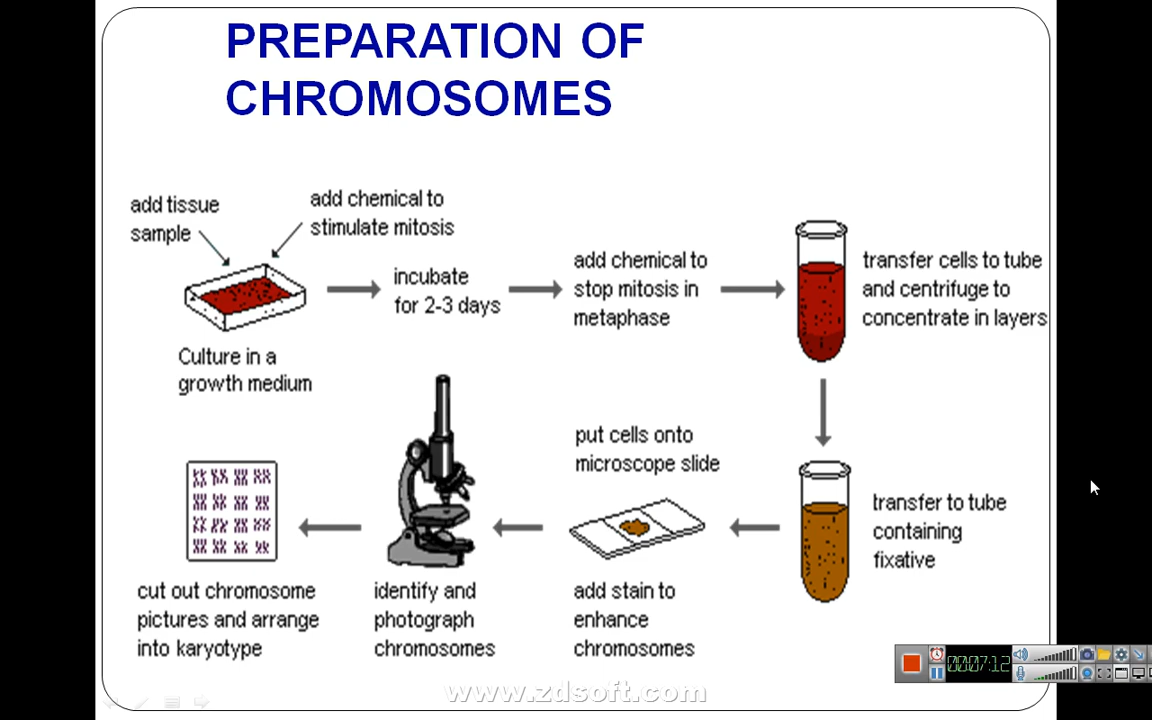 PREPARATION OF
CHROMOSOMES
add tissue
sample
add chemical to
stimulate mitosis
Culture in a
growth medium
incubate
for 2-3 days
add chemical to
stop mitosis in
metaphase
transfer cells to tube
and centrifuge to
concentrate in layers
transfer to tube
containing
fixative
put cells onto
microscope slide
add stain to
enhance
chromosomes
identify and
photograph
chromosomes
cut out chromosome
pictures and arrange
into karyotype
00:07:12
www.zdsoft.com